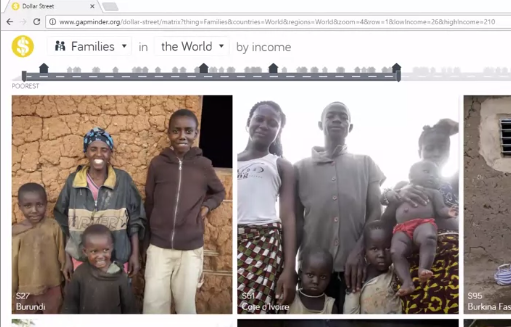 Dollar Street
www.gapminder.org/dollar-street/matrix?thing=Families&countries=World&regions=World&zoom=4&row=1&lowIncome=26&highIncome=210
$ Families in the World by income
POOREST
$27
Burundi
Cote d'Ivoire
$95
Burkina Fas